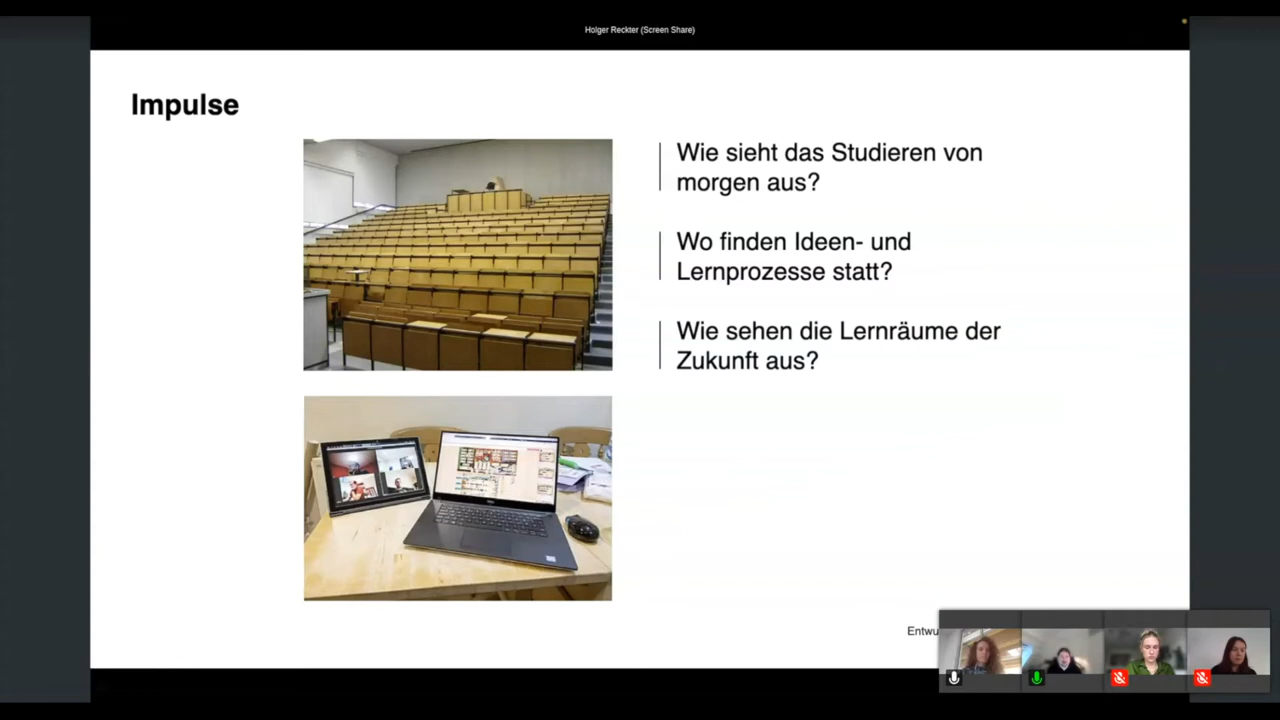 Holger Reckter (Screen Share)
Impulse
Wie sieht das Studieren von
morgen aus?
Wo finden Ideen- und
Lernprozesse statt?
Wie sehen die Lernräume der
Zukunft aus?